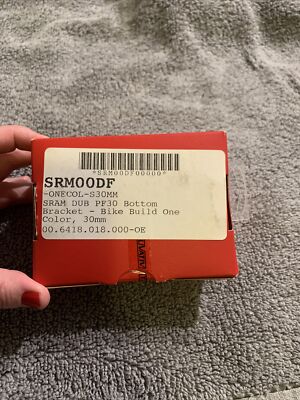 *SRM00DF00000*
SRM00DF
-ONECOL-S30MM
SRAM DUB PF30 Bottom
Bracket - Bike Build One
Color, 30mm
00.6418.018.000-OE